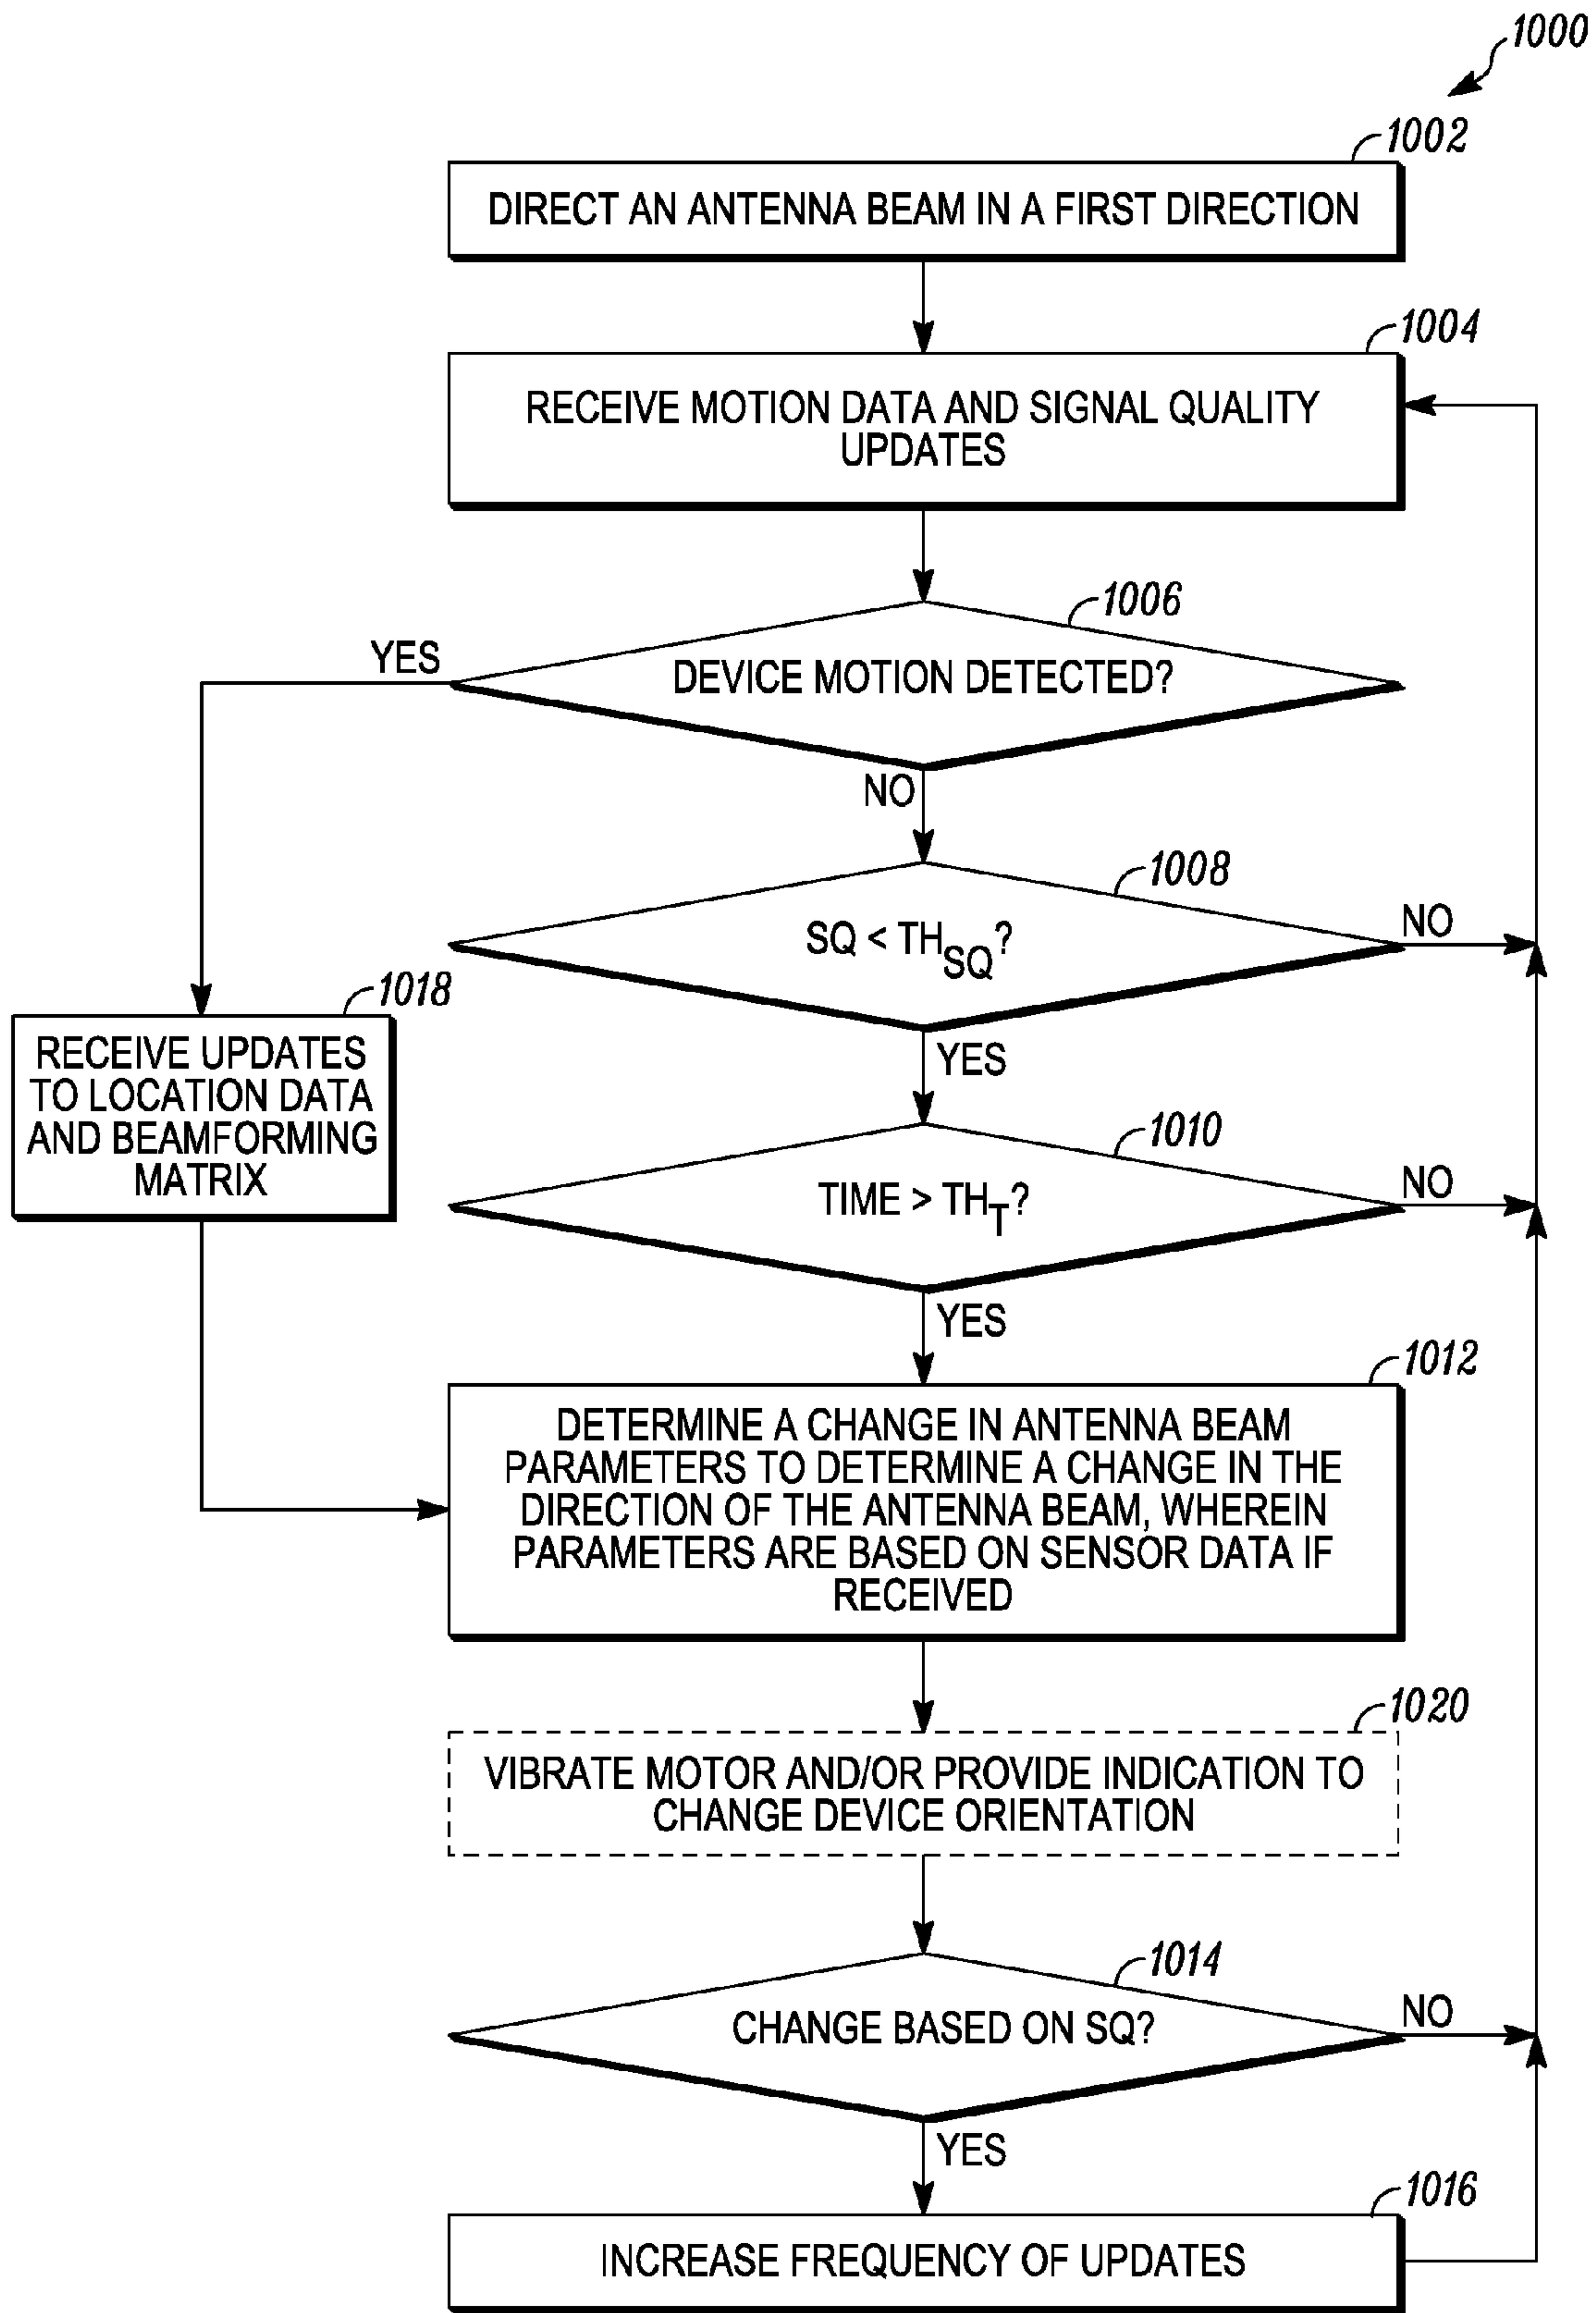 1000
1002
DIRECT AN ANTENNA BEAM IN A FIRST DIRECTION
1004
RECEIVE MOTION DATA AND SIGNAL QUALITY
UPDATES
1006
YES
DEVICE MOTION DETECTED?
NO
1008
SQ < TH_SQ?
NO
YES
1018
RECEIVE UPDATES
TO LOCATION DATA
AND BEAMFORMING
MATRIX
1010
TIME > TH_T?
NO
YES
1012
DETERMINE A CHANGE IN ANTENNA BEAM
PARAMETERS TO DETERMINE A CHANGE IN THE
DIRECTION OF THE ANTENNA BEAM, WHEREIN
PARAMETERS ARE BASED ON SENSOR DATA IF
RECEIVED
1020
VIBRATE MOTOR AND/OR PROVIDE INDICATION TO
CHANGE DEVICE ORIENTATION
1014
CHANGE BASED ON SQ?
NO
YES
1016
INCREASE FREQUENCY OF UPDATES